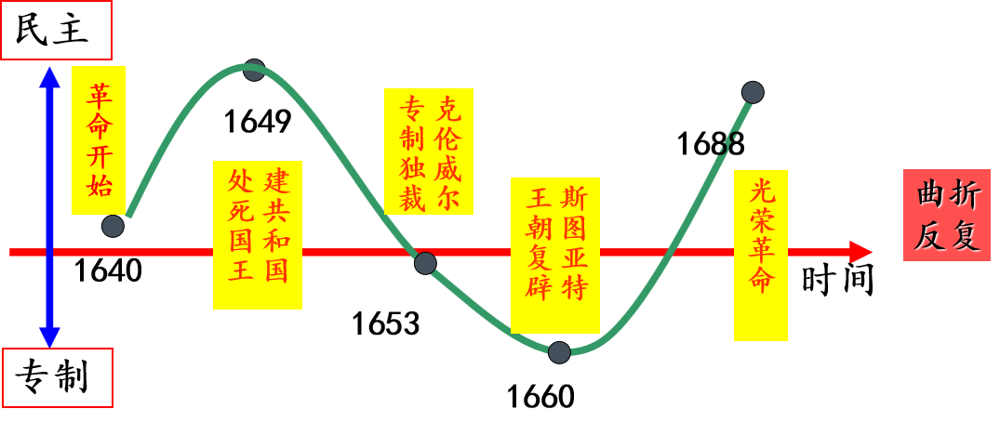 民主
革命开始
1640
1649
建共和国
处死国王
克伦威尔
专制独裁
1653
斯图亚特
王朝复辟
1660
1688
光荣革命
时间
曲折
反复
专制